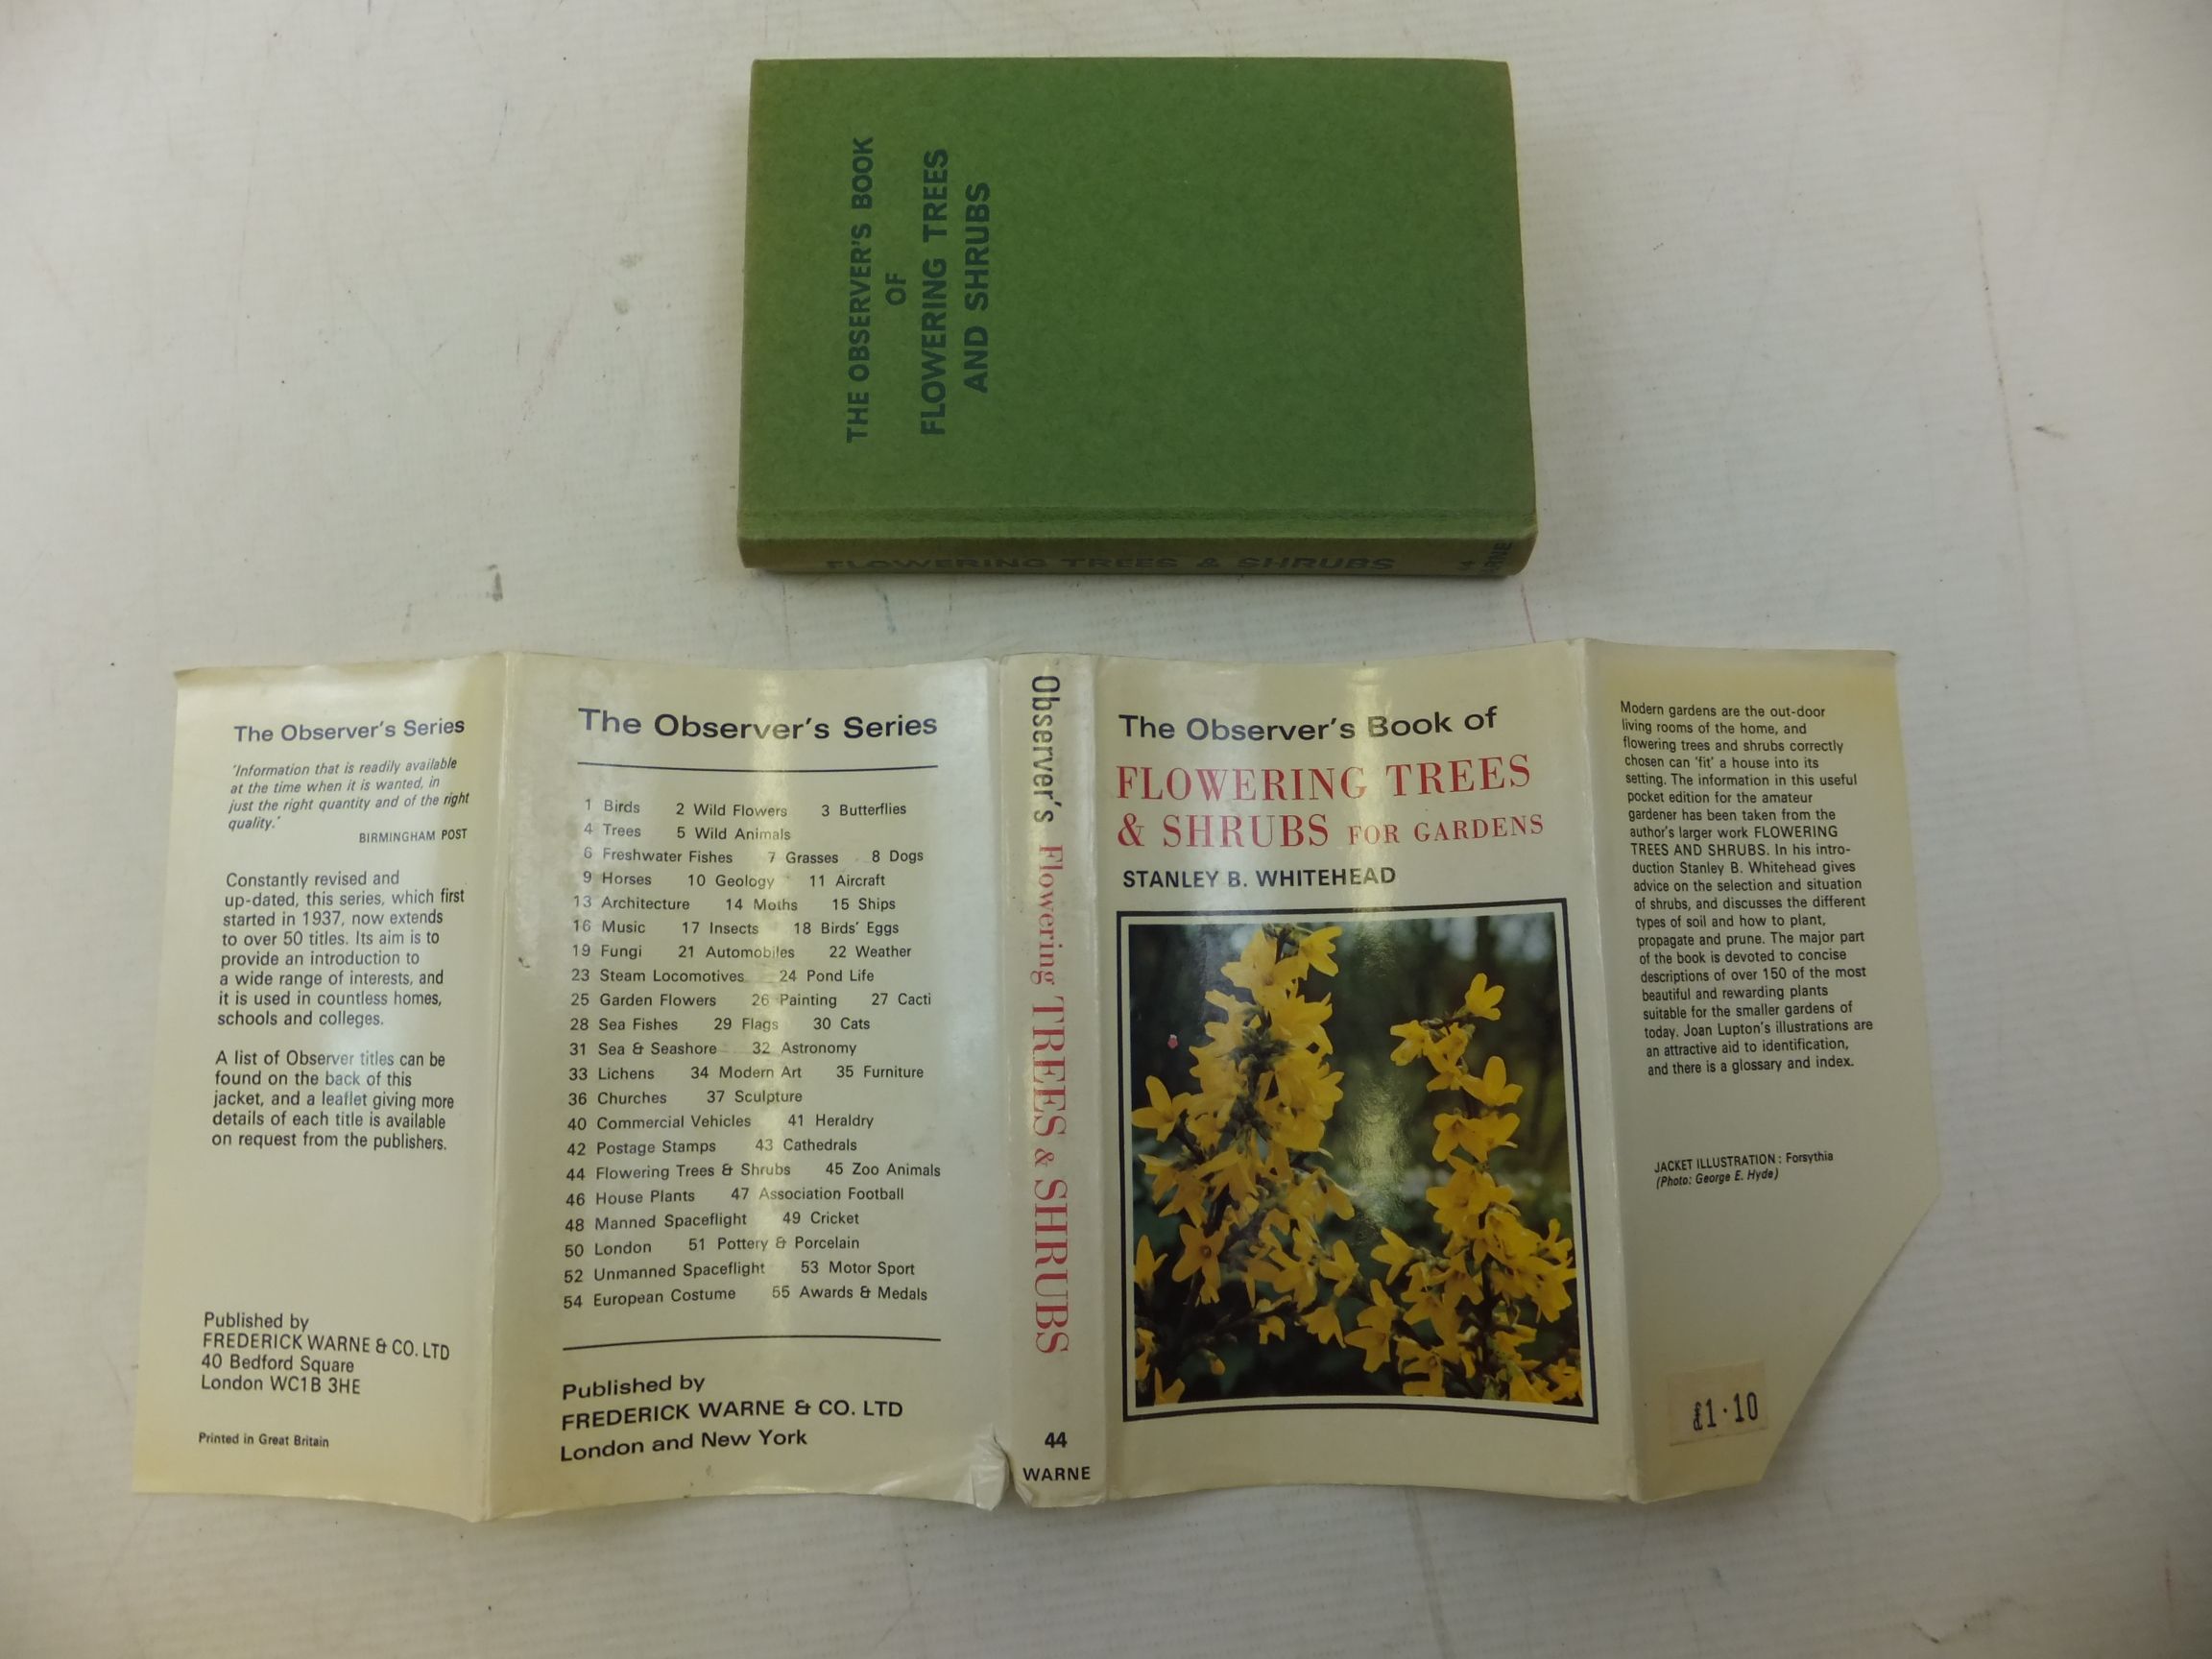 THE OBSERVER'S BOOK
OF
FLOWERING TREES
AND SHRUBS
FLOWERING TREES & SHRUBS
The Observer's Series
'Information that is readily available
at the time when it is wanted, in
just the right quantity and of the right
quality.'
BIRMINGHAM POST
Constantly revised and
up-dated, this series, which first
started in 1937, now extends
to over 50 titles. Its aim is to
provide an introduction to
a wide range of interests, and
it is used in countless homes,
schools and colleges.
A list of Observer titles can be
found on the back of this
jacket, and a leaflet giving more
details of each title is available
on request from the publishers.
Published by
FREDERICK WARNE & CO. LTD
40 Bedford Square
London WC1B 3HE
Printed in Great Britain
The Observer's Series
1 Birds 2 Wild Flowers 3 Butterflies
4 Trees 5 Wild Animals
6 Freshwater Fishes 7 Grasses 8 Dogs
9 Horses 10 Geology 11 Aircraft
13 Architecture 14 Moths 15 Ships
16 Music 17 Insects 18 Birds' Eggs
19 Fungi 21 Automobiles 22 Weather
23 Steam Locomotives 24 Pond Life
25 Garden Flowers 26 Painting 27 Cacti
28 Sea Fishes 29 Flags 30 Cats
31 Sea & Seashore 32 Astronomy
33 Lichens 34 Modern Art 35 Furniture
36 Churches 37 Sculpture
40 Commercial Vehicles 41 Heraldry
42 Postage Stamps 43 Cathedrals
44 Flowering Trees & Shrubs 45 Zoo Animals
46 House Plants 47 Association Football
48 Manned Spaceflight 49 Cricket
50 London 51 Pottery & Porcelain
52 Unmanned Spaceflight 53 Motor Sport
54 European Costume 55 Awards & Medals
Published by
FREDERICK WARNE & CO. LTD
London and New York
Observer's Flowering TREES & SHRUBS
44
WARNE
The Observer's Book of
FLOWERING TREES
& SHRUBS FOR GARDENS
STANLEY B. WHITEHEAD
Modern gardens are the out-door
living rooms of the home, and
flowering trees and shrubs correctly
chosen can 'fit' a house into its
setting. The information in this useful
pocket edition for the amateur
gardener has been taken from the
author's larger work FLOWERING
TREES AND SHRUBS. In his intro-
duction Stanley B. Whitehead gives
advice on the selection and situation
of shrubs, and discusses the different
types of soil and how to plant,
propagate and prune. The major part
of the book is devoted to concise
descriptions of over 150 of the most
beautiful and rewarding plants
suitable for the smaller gardens of
today. Joan Lupton's illustrations are
an attractive aid to identification,
and there is a glossary and index.
JACKET ILLUSTRATION : Forsythia
(Photo: George E. Hyde)
£1·10